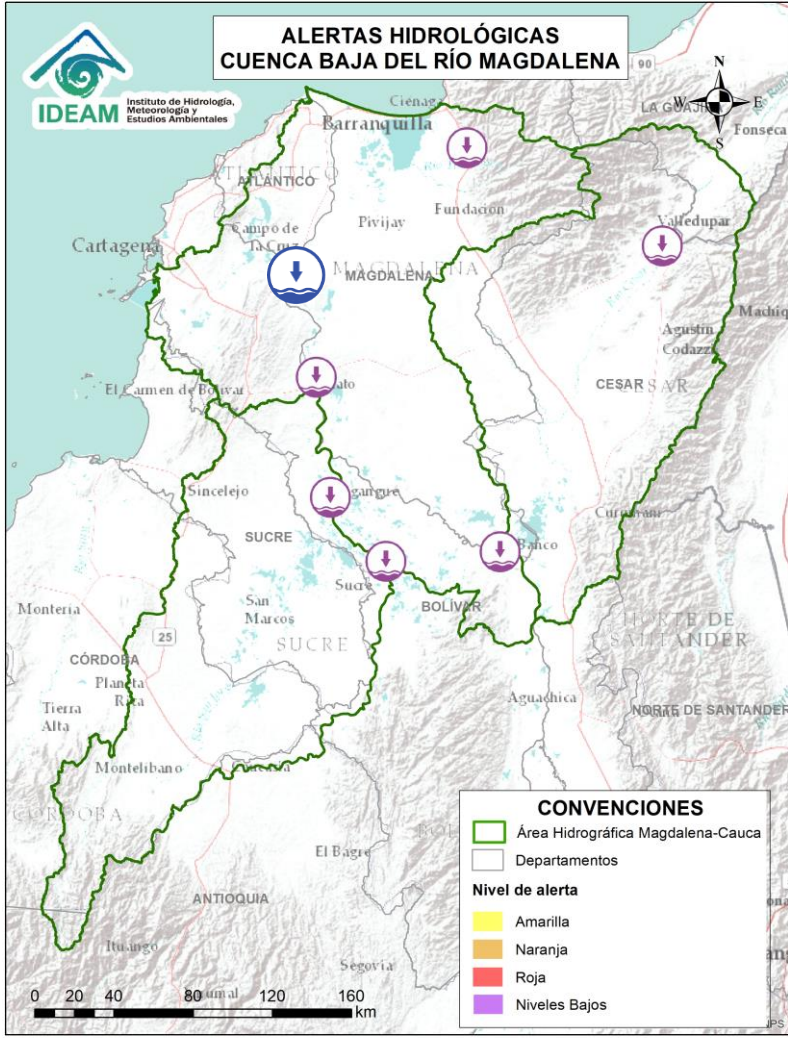 ALERTAS HIDROLÓGICAS
CUENCA BAJA DEL RÍO MAGDALENA
IDEAM
Instituto de Hidrología,
Meteorología y
Estudios Ambientales
N
W
E
S
90
LA GUAJIRA
Ciénaga
Barranquilla
Fonseca
ATLÁNTICO
ATLÁNTICO
Fundación
Pivijay
Valledupar
Campo de
la Cruz
Cartagena
MAGDALENA
MAGDALENA
Agustín
Codazzi
CESAR
CESAR
El Carmen de Bolívar
Sincelejo
Curumaní
SUCRE
Banco
Sucre
BOLÍVAR
San
Marcos
SUCRE
Montería
25
NORTE DE
SANTANDER
CÓRDOBA
Planeta
Rica
Tierra
Alta
Aguachica
NORTE DE SANTANDER
Montelibano
CÓRDOBA
El Bagre
ANTIOQUIA
Ituango
Segovia
CONVENCIONES
Área Hidrográfica Magdalena-Cauca
Departamentos
Nivel de alerta
Amarilla
Naranja
Roja
Niveles Bajos
0 20 40 80 120 160
km